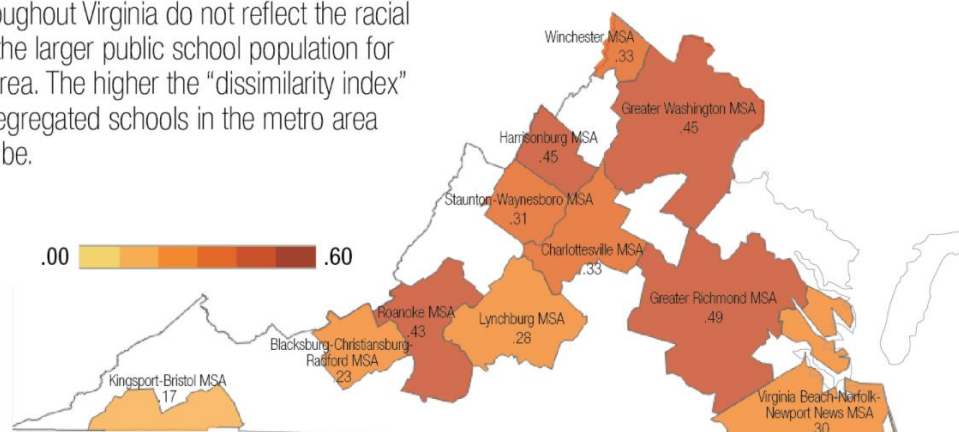 oughout Virginia do not reflect the racial
the larger public school population for
rea. The higher the “dissimilarity index”
egregated schools in the metro area
be.
.00
.60
Winchester MSA
.33
Greater Washington MSA
.45
Harrisonburg MSA
.45
Staunton-Waynesboro MSA
.31
Charlottesville MSA
.33
Greater Richmond MSA
.49
Roanoke MSA
.43
Lynchburg MSA
.28
Blacksburg-Christiansburg-
Radford MSA
.23
Kingsport-Bristol MSA
.17
Virginia Beach-Norfolk-
Newport News MSA
.30